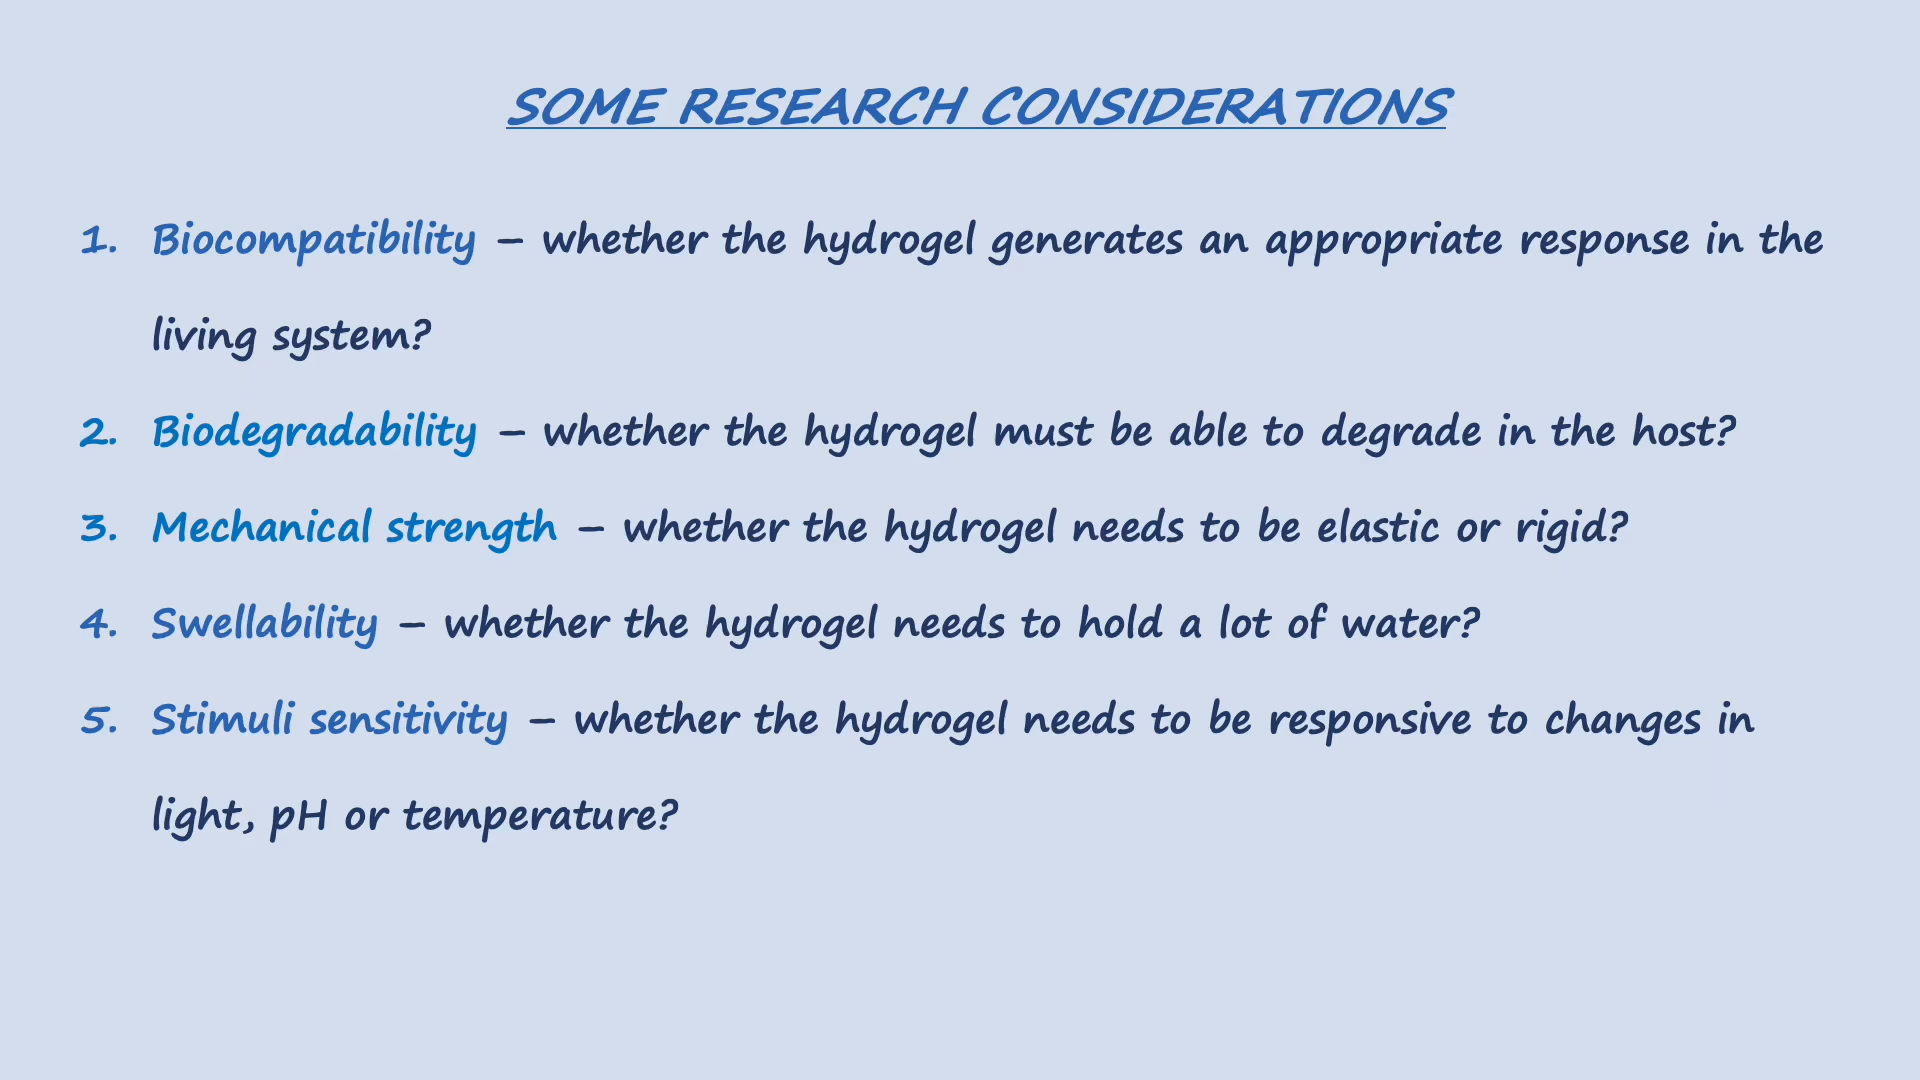 SOME RESEARCH CONSIDERATIONS
1. Biocompatibility – whether the hydrogel generates an appropriate response in the
living system?
2. Biodegradability – whether the hydrogel must be able to degrade in the host?
3. Mechanical strength – whether the hydrogel needs to be elastic or rigid?
4. Swellability – whether the hydrogel needs to hold a lot of water?
5. Stimuli sensitivity – whether the hydrogel needs to be responsive to changes in
light, pH or temperature?